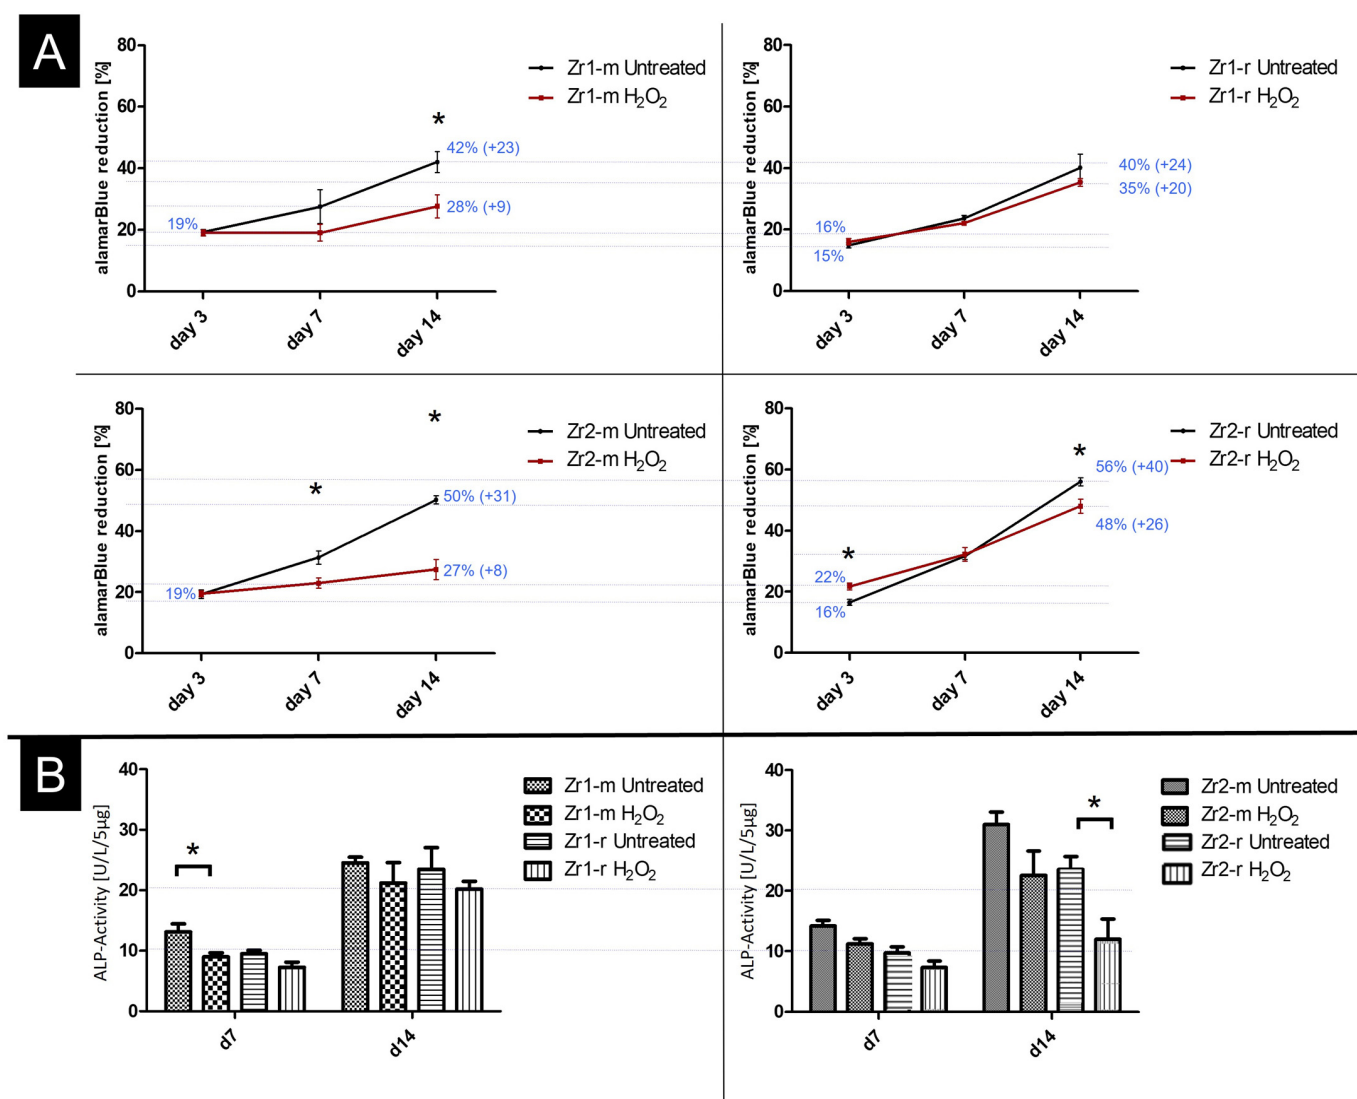 A
alamarBlue reduction [%]
80
60
40
20
0
day 3
day 7
day 14
Zr1-m Untreated
Zr1-m H₂O₂
*
19%
42% (+23)
28% (+9)
alamarBlue reduction [%]
80
60
40
20
0
day 3
day 7
day 14
Zr1-r Untreated
Zr1-r H₂O₂
16%
15%
40% (+24)
35% (+20)
alamarBlue reduction [%]
80
60
40
20
0
day 3
day 7
day 14
Zr2-m Untreated
Zr2-m H₂O₂
*
*
19%
50% (+31)
27% (+8)
alamarBlue reduction [%]
80
60
40
20
0
day 3
day 7
day 14
Zr2-r Untreated
Zr2-r H₂O₂
*
*
22%
16%
56% (+40)
48% (+26)
B
ALP-Activity [U/L/5µg]
40
30
20
10
0
d7
d14
*
Zr1-m Untreated
Zr1-m H₂O₂
Zr1-r Untreated
Zr1-r H₂O₂
ALP-Activity [U/L/5µg]
40
30
20
10
0
d7
d14
*
Zr2-m Untreated
Zr2-m H₂O₂
Zr2-r Untreated
Zr2-r H₂O₂